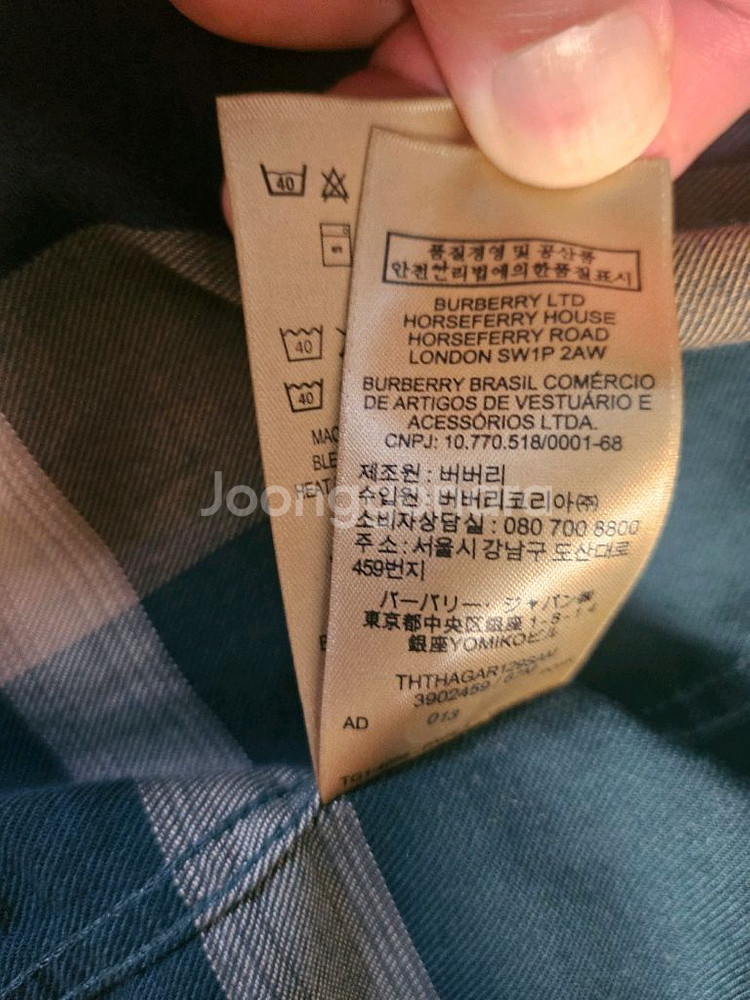 40
40
40
MAC
BLE
HEAT
품질경영 및 공산품
안전관리법에의한품질표시
BURBERRY LTD
HORSEFERRY HOUSE
HORSEFERRY ROAD
LONDON SW1P 2AW
BURBERRY BRASIL COMÉRCIO
DE ARTIGOS DE VESTUÁRIO E
ACESSÓRIOS LTDA.
CNPJ: 10.770.518/0001-68
제조원 : 버버리
수입원 : 버버리코리아㈜
소비자상담실 : 080 700 8800
주소 : 서울시 강남구 도산대로
459번지
バーバリー・ジャパン㈱
東京都中央区銀座 1-8-14
銀座YOMIKOビル
3902459
AD 013